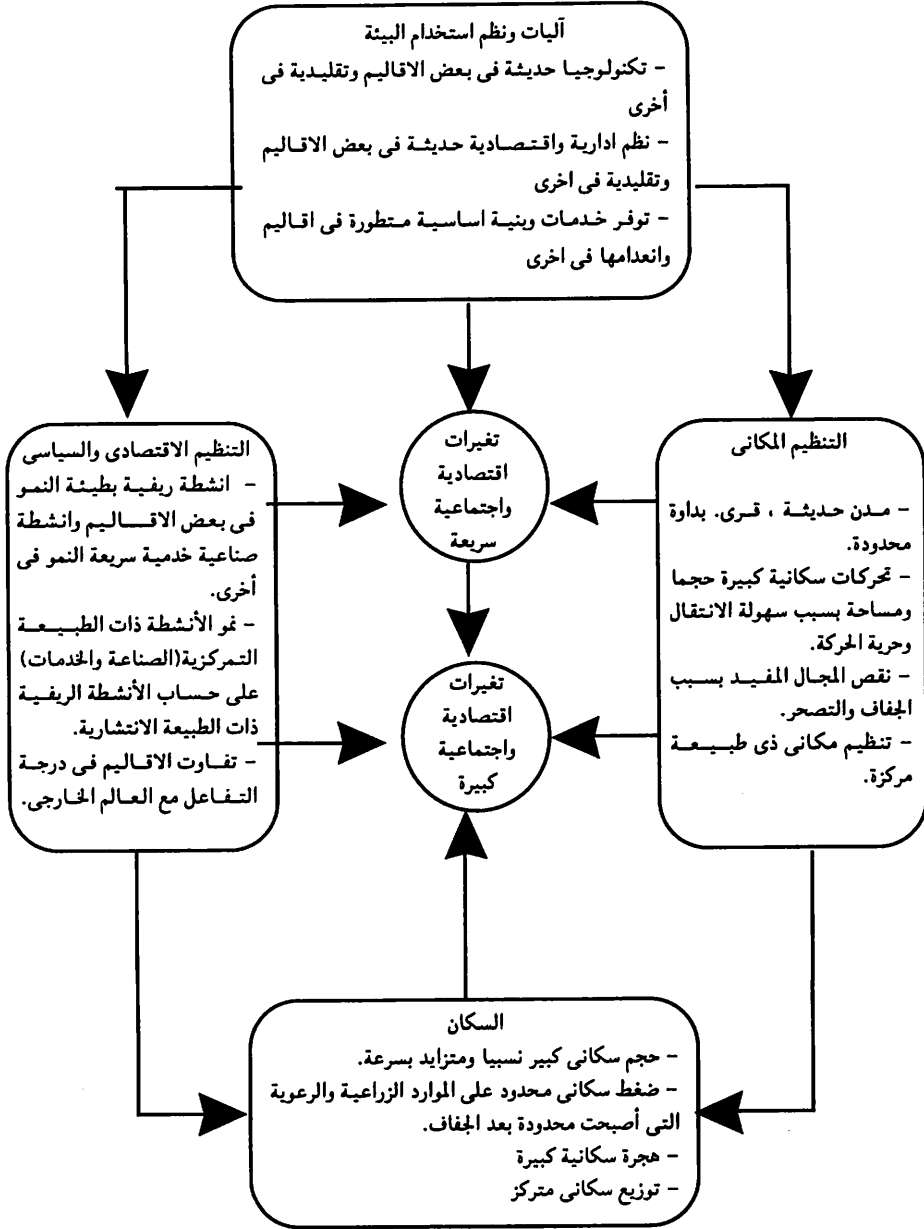 آليات ونظم استخدام البيئة
– تكنولوجيا حديثة فى بعض الاقاليم وتقليدية فى
أخرى
– نظم ادارية واقتصادية حديثة فى بعض الاقاليم
وتقليدية فى اخرى
– توفر خدمات وبنية اساسية متطورة فى اقاليم
وانعدامها فى اخرى
التنظيم المكانى
– مدن حديثة ، قرى. بداوة
محدودة.
– تحركات سكانية كبيرة حجما
ومساحة بسبب سهولة الانتقال
وحرية الحركة.
– نقص المجال المفيد بسبب
الجفاف والتصحر.
– تنظيم مكانى ذى طبيعة
مركزة.
تغيرات
اقتصادية
واجتماعية
سريعة
تغيرات
اقتصادية
واجتماعية
كبيرة
التنظيم الاقتصادى والسياسى
– انشطة ريفية بطيئة النمو
فى بعض الاقاليم وانشطة
صناعية خدمية سريعة النمو فى
أخرى.
– نمو الأنشطة ذات الطبيعة
التمركزية(الصناعة والخدمات)
على حساب الأنشطة الريفية
ذات الطبيعة الانتشارية.
– تفاوت الاقاليم فى درجة
التفاعل مع العالم الخارجى.
السكان
– حجم سكانى كبير نسبيا ومتزايد بسرعة.
– ضغط سكانى محدود على الموارد الزراعية والرعوية
التى أصبحت محدودة بعد الجفاف.
– هجرة سكانية كبيرة
– توزيع سكانى متركز